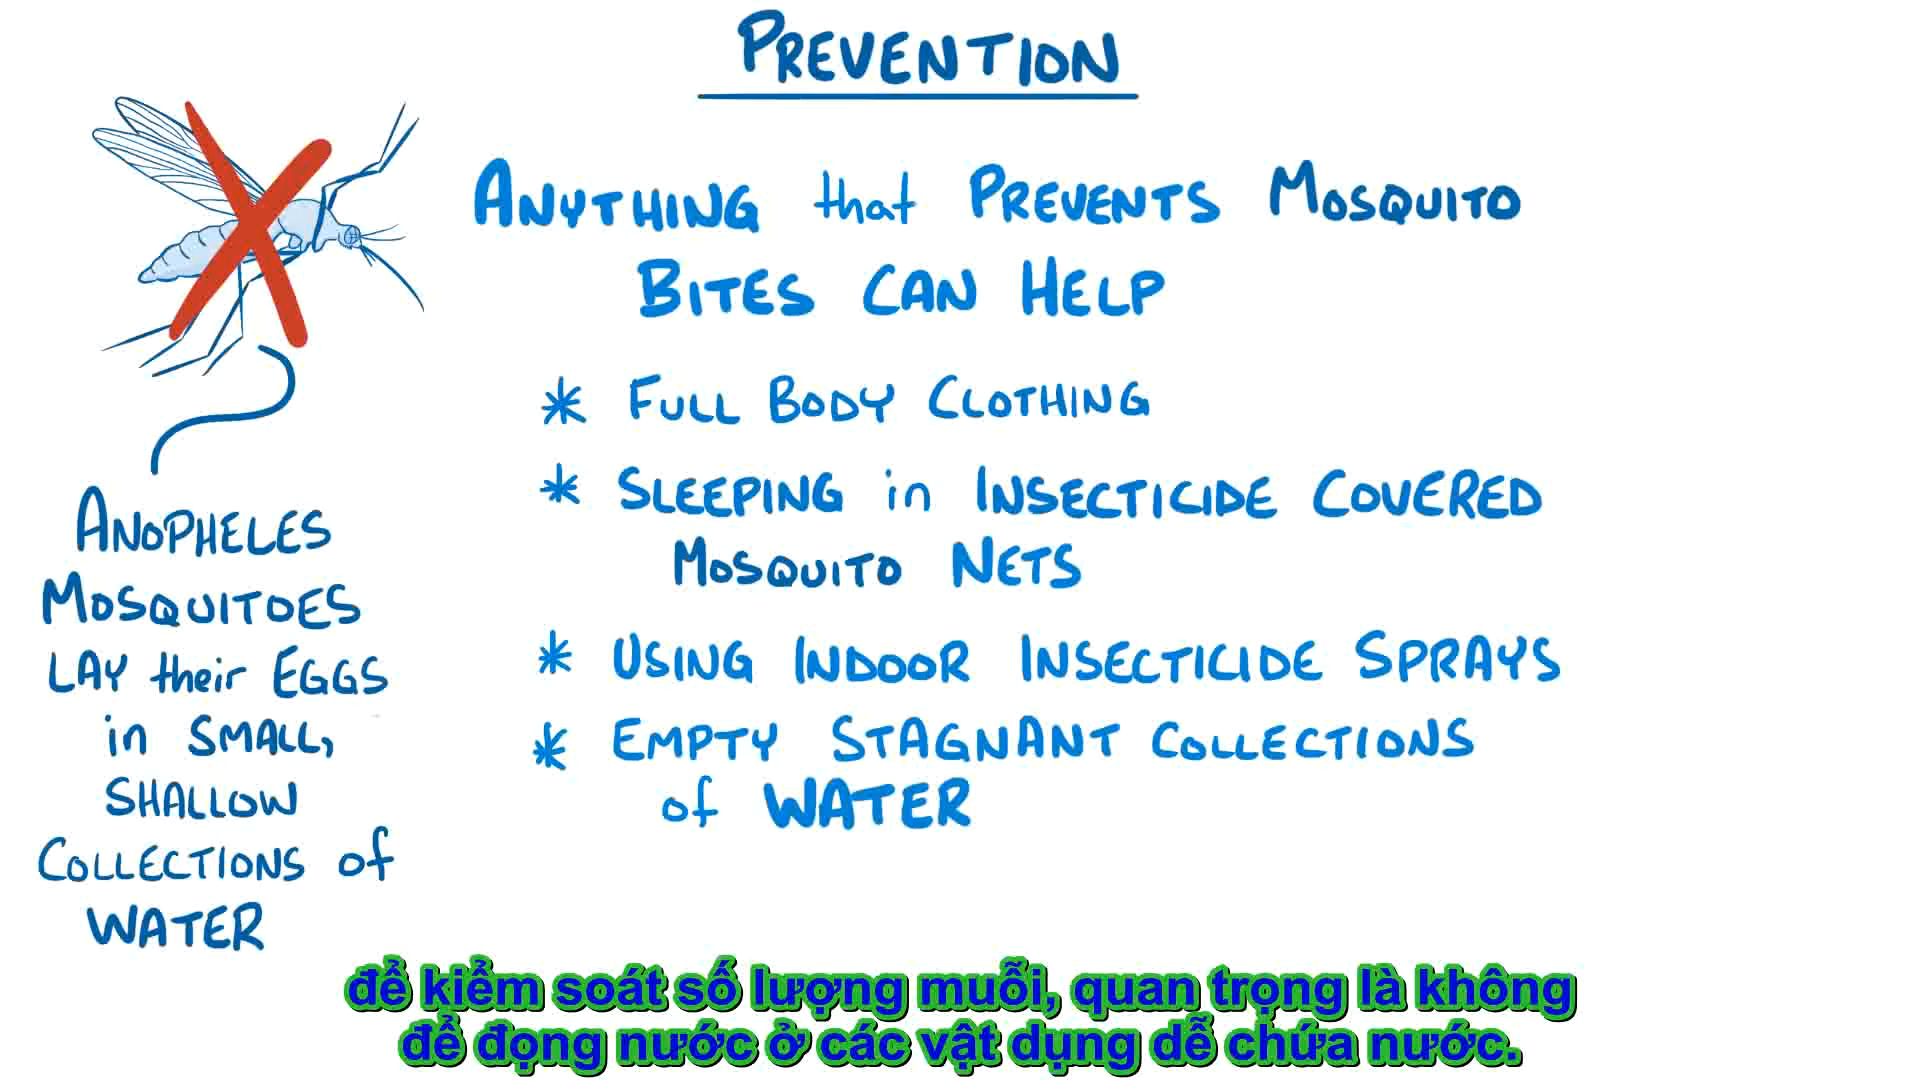 PREVENTION
ANYTHING that PREVENTS MOSQUITO
BITES CAN HELP
* FULL BODY CLOTHING
* SLEEPING in INSECTICIDE COVERED
MOSQUITO NETS
* USING INDOOR INSECTICIDE SPRAYS
* EMPTY STAGNANT COLLECTIONS
of WATER
ANOPHELES
MOSQUITOES
LAY their EGGS
in SMALL,
SHALLOW
COLLECTIONS of
WATER
để kiểm soát số lượng muỗi, quan trọng là không
để đọng nước ở các vật dụng dễ chứa nước.